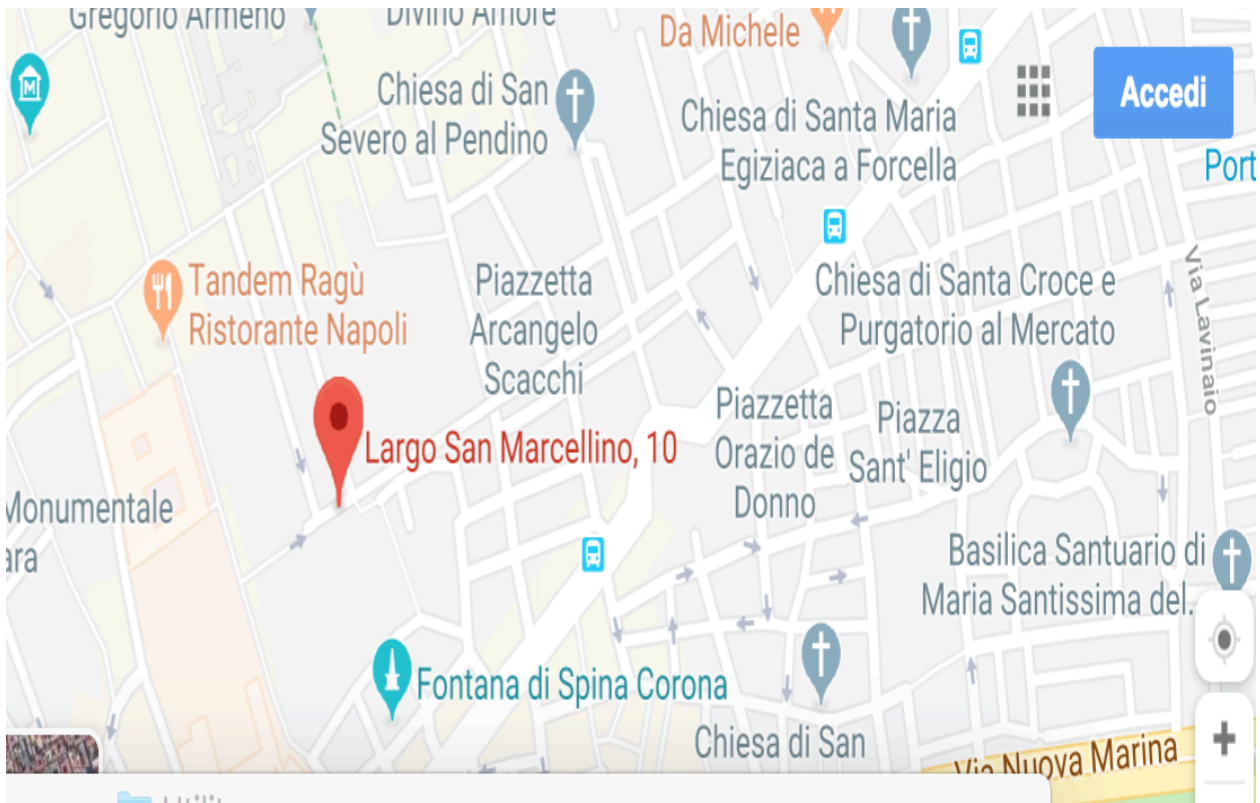 Gregorio Armeno
Divino Amore
Da Michele
Accedi
Chiesa di San
Severo al Pendino
Chiesa di Santa Maria
Egiziaca a Forcella
Port
Tandem Ragù
Ristorante Napoli
Piazzetta
Arcangelo
Scacchi
Chiesa di Santa Croce e
Purgatorio al Mercato
Via Lavinaio
Largo San Marcellino, 10
Piazzetta
Orazio de
Donno
Piazza
Sant' Eligio
Monumentale
ara
Basilica Santuario di
Maria Santissima del.
Fontana di Spina Corona
Chiesa di San
Via Nuova Marina